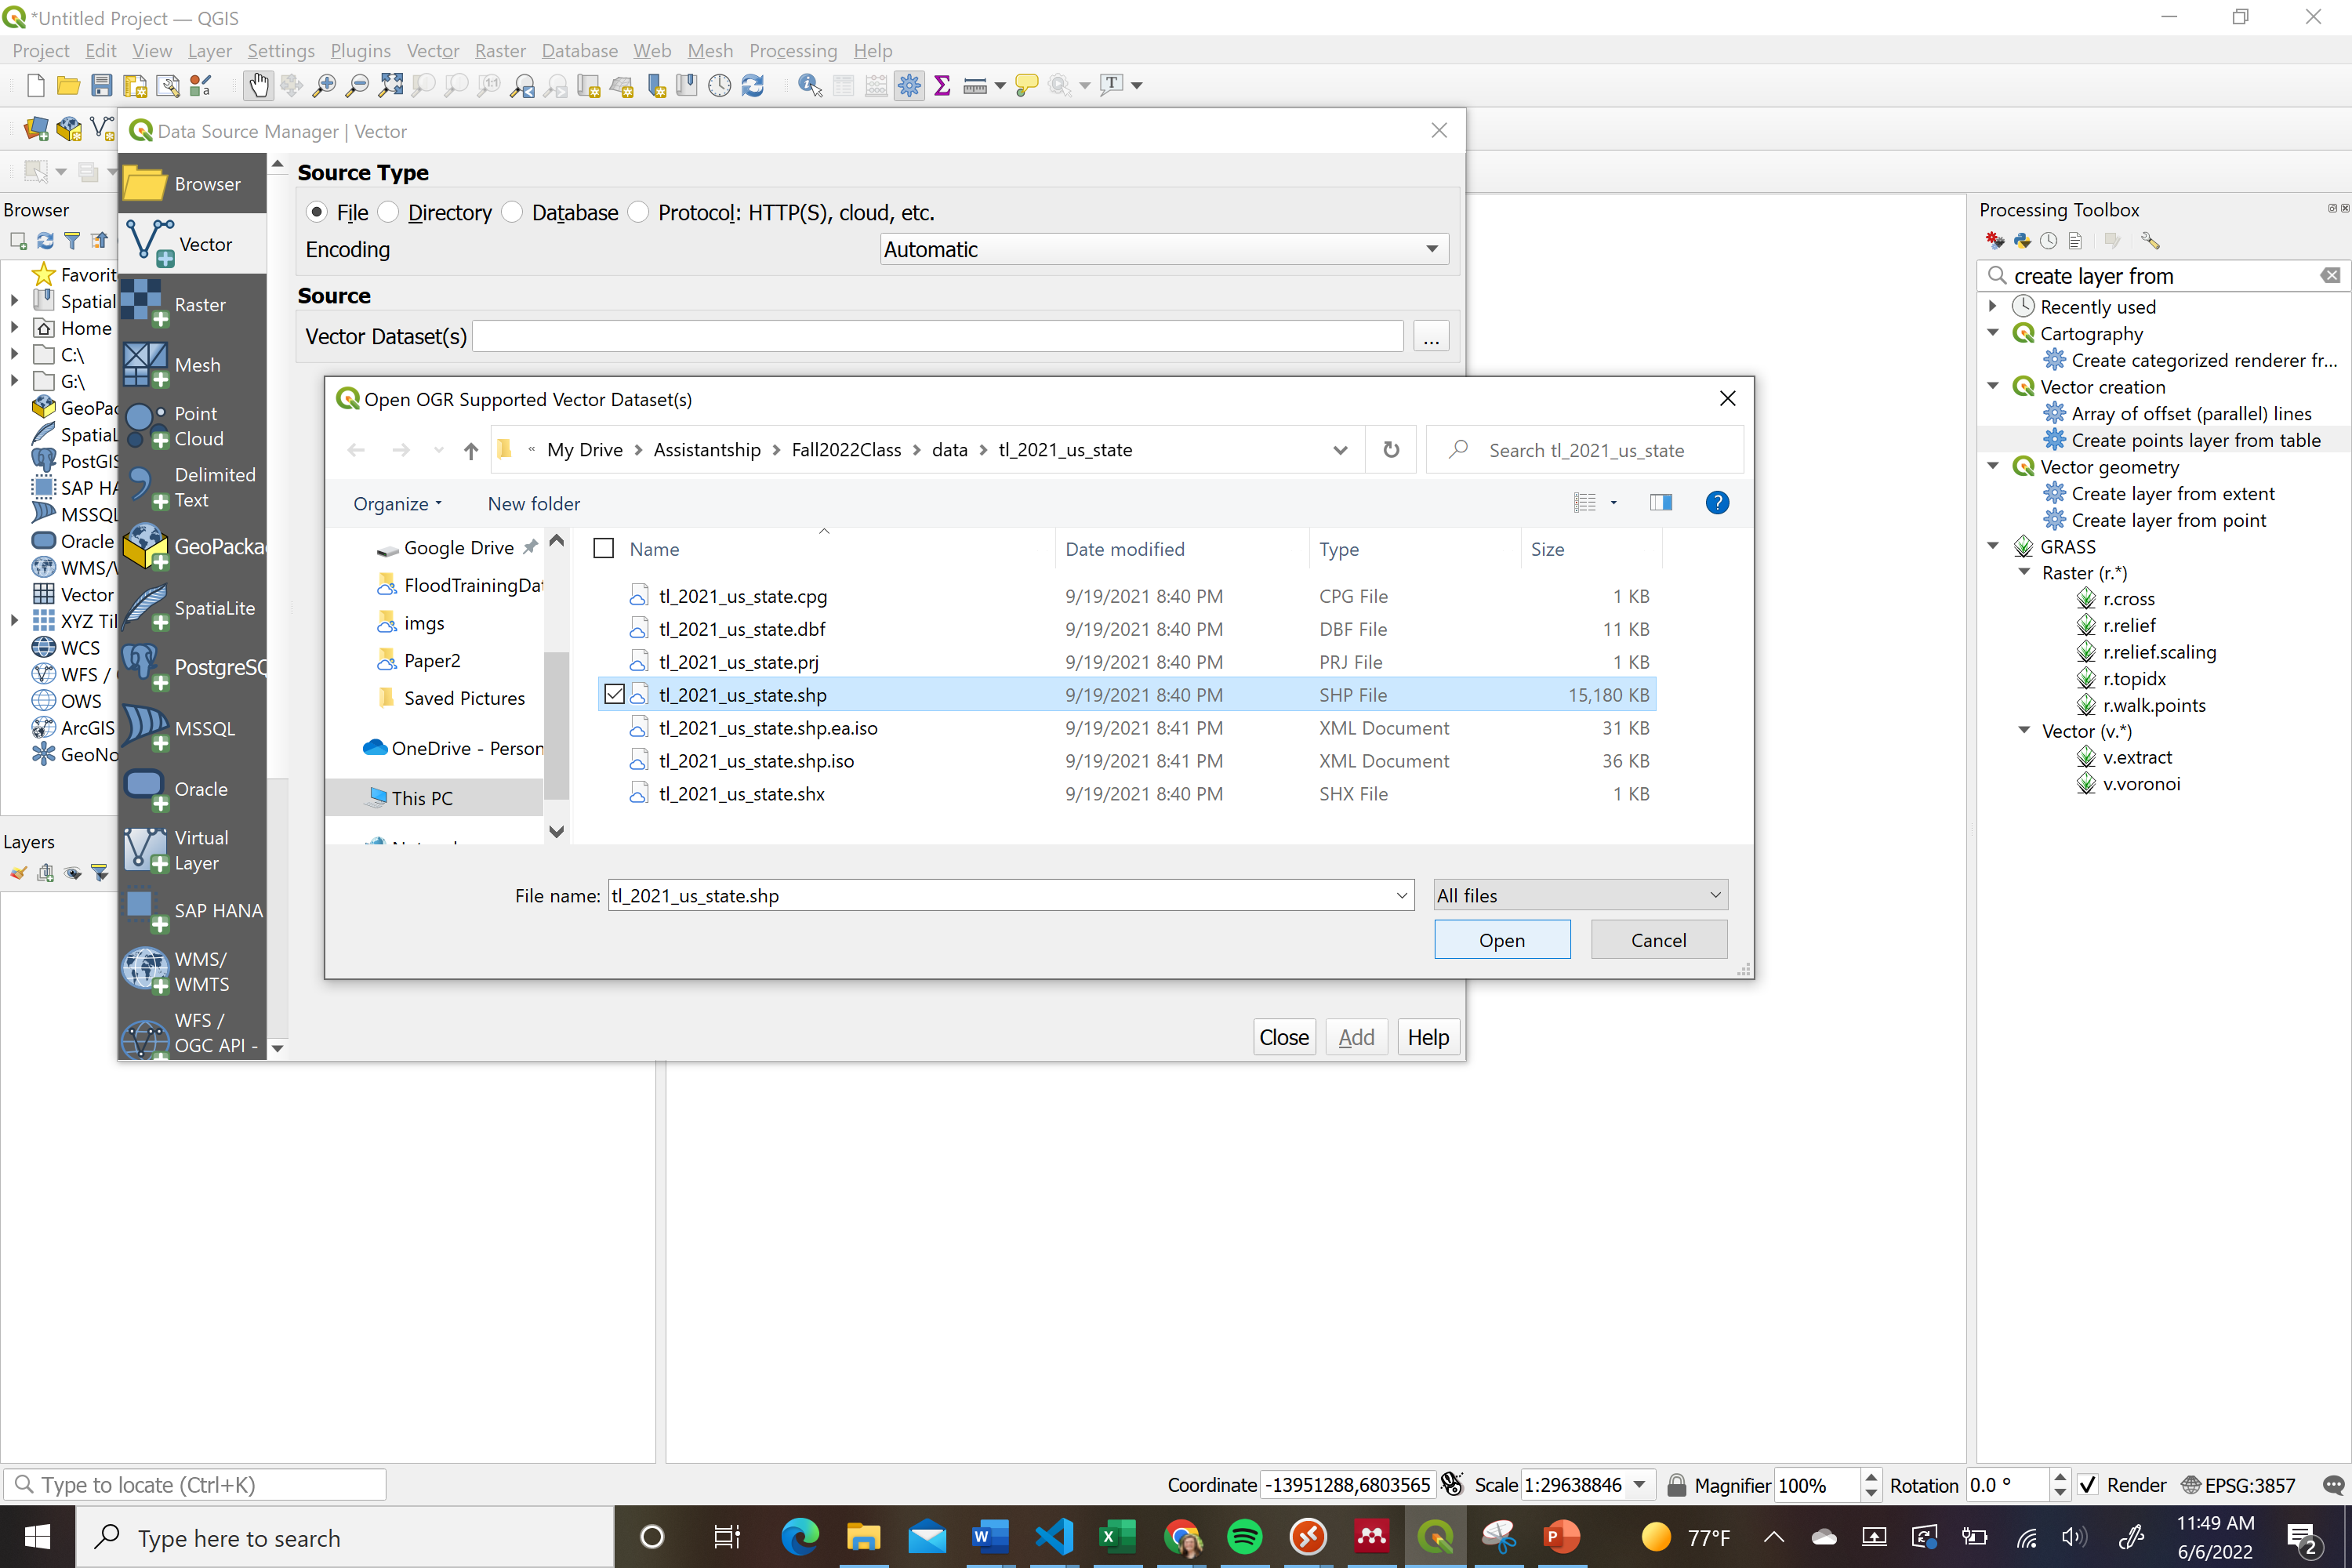 *Untitled Project — QGIS
Project Edit View Layer Settings Plugins Vector Raster Database Web Mesh Processing Help
Data Source Manager | Vector
Browser
Vector
Raster
Mesh
Point
Cloud
Delimited
Text
GeoPacka
SpatiaLite
PostgreSQ
MSSQL
Oracle
Virtual
Layer
SAP HANA
WMS/
WMTS
WFS /
OGC API -
Source Type
File Directory Database Protocol: HTTP(S), cloud, etc.
Encoding Automatic
Source
Vector Dataset(s) ...
Close Add Help
Browser
Favorit
Spatial
Home
C:\
G:\
GeoPac
SpatiaL
PostGIS
SAP HA
MSSQL
Oracle
WMS/
Vector
XYZ Til
WCS
WFS /
OWS
ArcGIS
GeoNo
Layers
Open OGR Supported Vector Dataset(s)
« My Drive > Assistantship > Fall2022Class > data > tl_2021_us_state
Search tl_2021_us_state
Organize New folder
Google Drive
FloodTrainingDat
imgs
Paper2
Saved Pictures
OneDrive - Person
This PC
Name Date modified Type Size
tl_2021_us_state.cpg 9/19/2021 8:40 PM CPG File 1 KB
tl_2021_us_state.dbf 9/19/2021 8:40 PM DBF File 11 KB
tl_2021_us_state.prj 9/19/2021 8:40 PM PRJ File 1 KB
tl_2021_us_state.shp 9/19/2021 8:40 PM SHP File 15,180 KB
tl_2021_us_state.shp.ea.iso 9/19/2021 8:41 PM XML Document 31 KB
tl_2021_us_state.shp.iso 9/19/2021 8:41 PM XML Document 36 KB
tl_2021_us_state.shx 9/19/2021 8:40 PM SHX File 1 KB
File name: tl_2021_us_state.shp All files
Open Cancel
Processing Toolbox
create layer from
Recently used
Cartography
Create categorized renderer fr...
Vector creation
Array of offset (parallel) lines
Create points layer from table
Vector geometry
Create layer from extent
Create layer from point
GRASS
Raster (r.*)
r.cross
r.relief
r.relief.scaling
r.topidx
r.walk.points
Vector (v.*)
v.extract
v.voronoi
Type to locate (Ctrl+K) Coordinate -13951288,6803565 Scale 1:29638846 Magnifier 100% Rotation 0.0 ° Render EPSG:3857
Type here to search 77°F 11:49 AM
6/6/2022 2